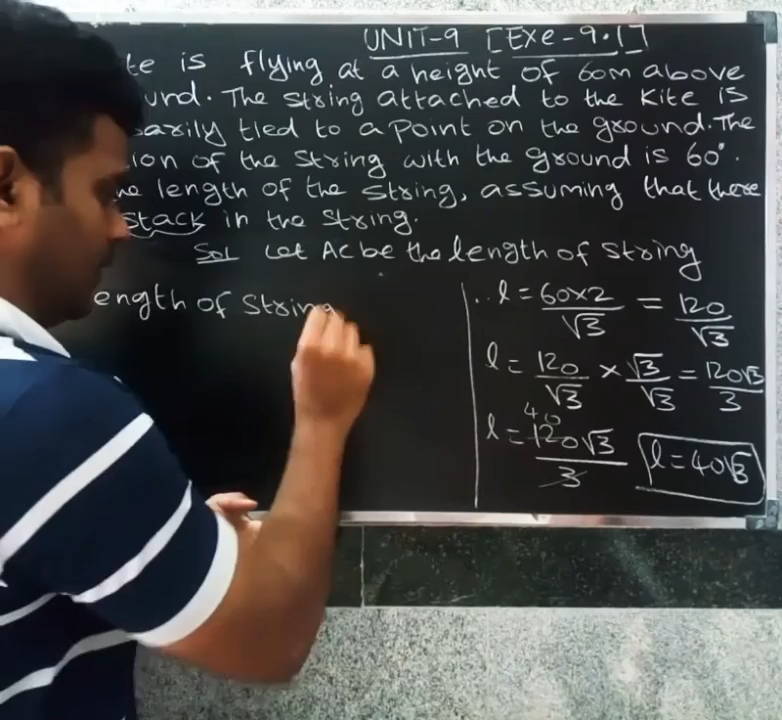 UNIT-9 [Exe-9.1]
te is flying at a height of 60m above
und. The string attached to the Kite is
arily tied to a point on the ground. The
ion of the string with the ground is 60°.
he length of the string, assuming that there
stack in the string.
Sol Let AC be the length of string
ength of String
∴ l = 60×2/√3 = 120/√3
l = 120/√3 × √3/√3 = 120√3/3
l = 120√3/3 40 l = 40√3